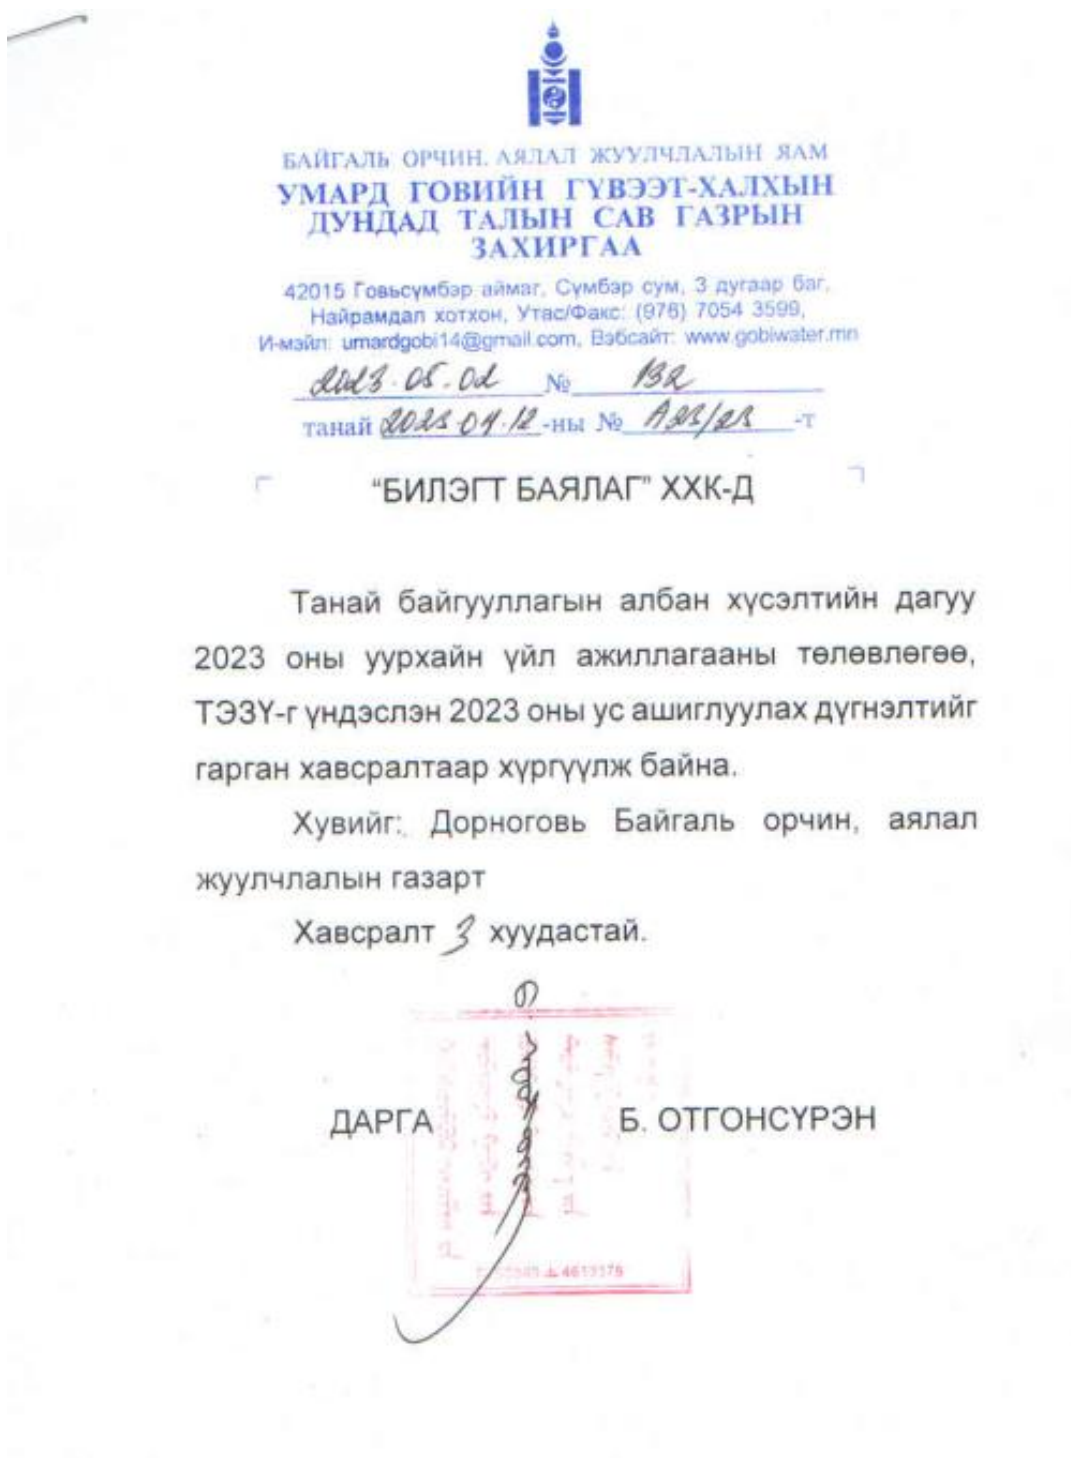 БАЙГАЛЬ ОРЧИН, АЯЛАЛ ЖУУЛЧЛАЛЫН ЯАМ
УМАРД ГОВИЙН ГҮВЭЭТ-ХАЛХЫН
ДУНДАД ТАЛЫН САВ ГАЗРЫН
ЗАХИРГАА
42015 Говьсүмбэр аймаг, Сүмбэр сум, 3 дугаар баг,
Найрамдал хотхон, Утас/Факс: (976) 7054 3599,
И-мэйл: umardgobi14@gmail.com, Вэбсайт: www.gobiwater.mn
2023.05.02 № 132
танай 2023.04.12-ны № А23/23 -т
“БИЛЭГТ БАЯЛАГ” ХХК-Д
Танай байгууллагын албан хүсэлтийн дагуу
2023 оны уурхайн үйл ажиллагааны төлөвлөгөө,
ТЭЗҮ-г үндэслэн 2023 оны ус ашиглуулах дүгнэлтийг
гарган хавсралтаар хүргүүлж байна.
Хувийг: Дорноговь Байгаль орчин, аялал
жуулчлалын газарт
Хавсралт 3 хуудастай.
ДАРГА Б. ОТГОНСҮРЭН